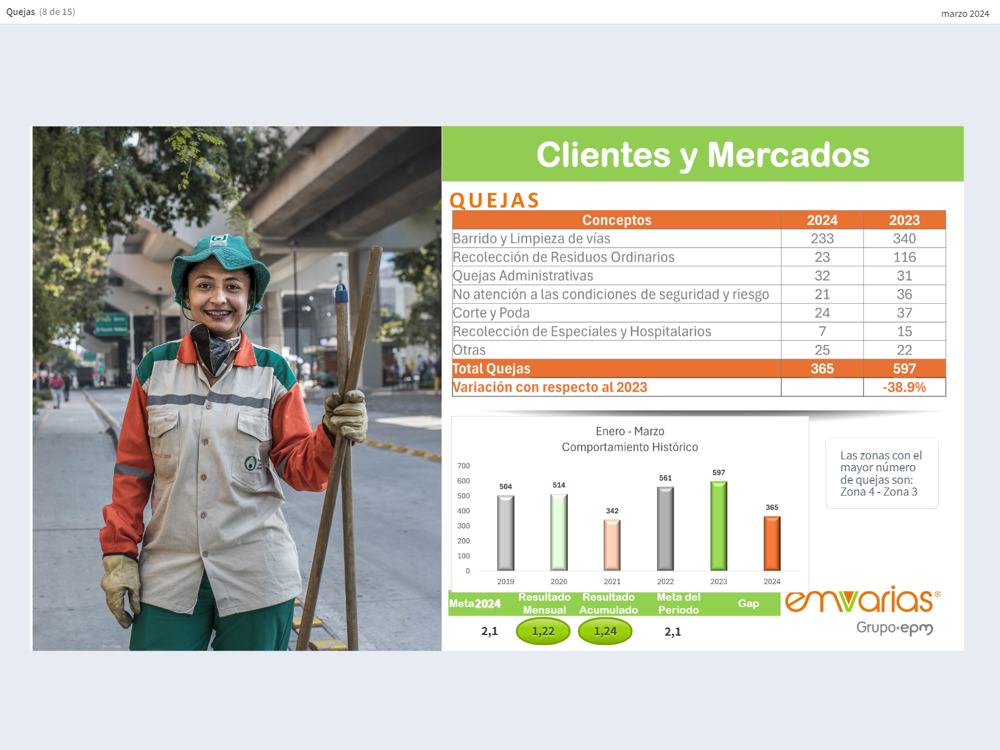 Quejas (8 de 15)
marzo 2024
Clientes y Mercados
QUEJAS
Conceptos 2024 2023
Barrido y Limpieza de vías 233 340
Recolección de Residuos Ordinarios 23 116
Quejas Administrativas 32 31
No atención a las condiciones de seguridad y riesgo 21 36
Corte y Poda 24 37
Recolección de Especiales y Hospitalarios 7 15
Otras 25 22
Total Quejas 365 597
Variación con respecto al 2023 -38.9%
Enero - Marzo
Comportamiento Histórico
700
600
500
400
300
200
100
0
504
514
342
561
597
365
2019 2020 2021 2022 2023 2024
Las zonas con el
mayor número
de quejas son:
Zona 4 - Zona 3
Meta2024
Resultado
Mensual
Resultado
Acumulado
Meta del
Periodo
Gap
2,1 1,22 1,24 2,1
emvarias®
Grupo·epm